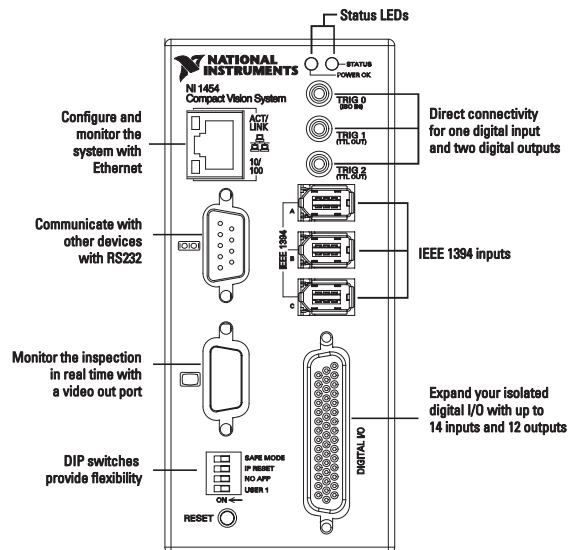 Status LEDs
NATIONAL
INSTRUMENTS
STATUS
POWER OK
NI 1454
Compact Vision System
TRIG 0
(ISO IN)
ACT/
LINK
Configure and
monitor the
system with
Ethernet
TRIG 1
(TTL OUT)
Direct connectivity
for one digital input
and two digital outputs
10/
100
TRIG 2
(TTL OUT)
Communicate with
other devices
with RS232
A
IEEE 1394
B
C
IEEE 1394 inputs
Monitor the inspection
in real time with
a video out port
Expand your isolated
digital I/O with up to
14 inputs and 12 outputs
DIGITAL I/O
DIP switches
provide flexibility
SAFE MODE
IP RESET
NO APP
USER 1
ON
RESET